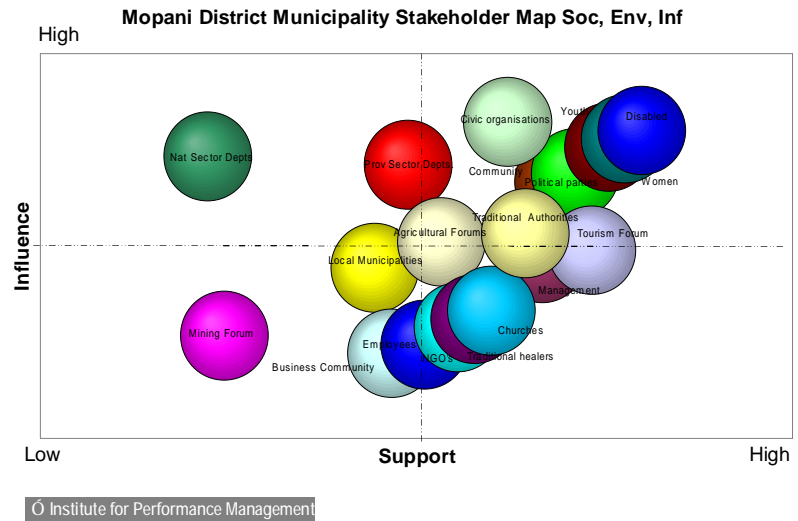 Mopani District Municipality Stakeholder Map Soc, Env, Inf
High
Civic organisations
Youth
Disabled
Nat Sector Depts
Prov Sector Depts.
Community
Political parties
Women
Traditional Authorities
Agricultural Forums
Tourism Forum
Influence
Local Municipalities
Management
Mining Forum
Churches
Employees
NGO's
Traditional healers
Business Community
Low
Support
High
Ó Institute for Performance Management